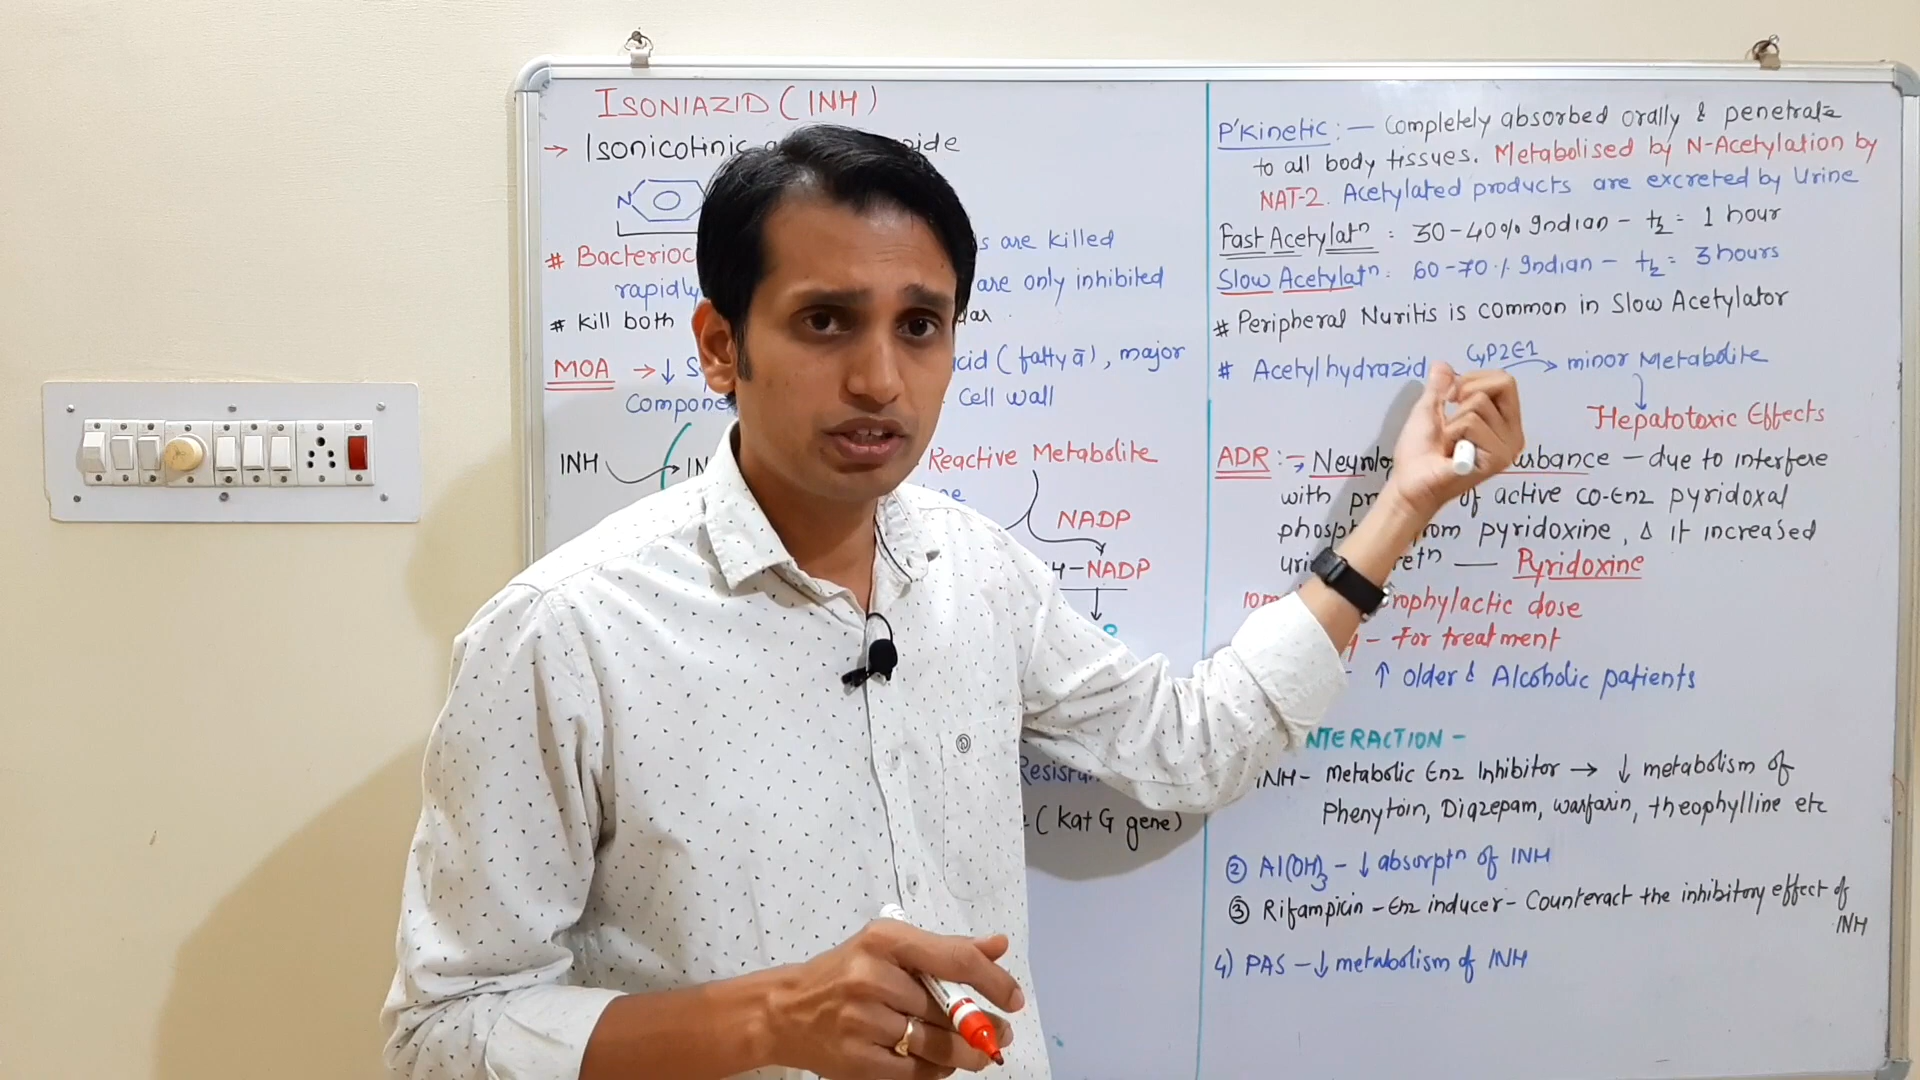 ISONIAZID (INH)
→ Isonicotinic
N
# Bacterioc
s are killed
rapidly
are only inhibited
# Kill both
MOA → ↓ S
cid (fatty ā), major
Compone
cell wall
INH → IN
Reactive Metabolite
NADP
H-NADP
Resistan
(Kat G gene)
P'Kinetic :— Completely absorbed orally & penetrate
to all body tissues. Metabolised by N-Acetylation by
NAT-2. Acetylated products are excreted by Urine
Fast Acetylatⁿ : 30-40% Indian - t½ = 1 hour
Slow Acetylatⁿ : 60-70% Indian - t½ = 3 hours
# Peripheral Nuritis is common in Slow Acetylator
# Acetylhydrazid CYP2E1 → minor Metabolite
↓
Hepatotoxic Effects
ADR :- → Neurolo urbance - due to interfere
with pr of active co-Enz pyridoxal
phosp rom pyridoxine, & it increased
uri retⁿ — Pyridoxine
10m rophylactic dose
g - For treatment
- ↑ older & Alcoholic patients
NTERACTION -
INH- Metabolic Enz Inhibitor → ↓ metabolism of
Phenytoin, Diazepam, warfarin, theophylline etc
② Al(OH)3 - ↓ absorptⁿ of INH
③ Rifampicin - Enz inducer - Counteract the inhibitory effect of
INH
4) PAS - ↓ metabolism of INH